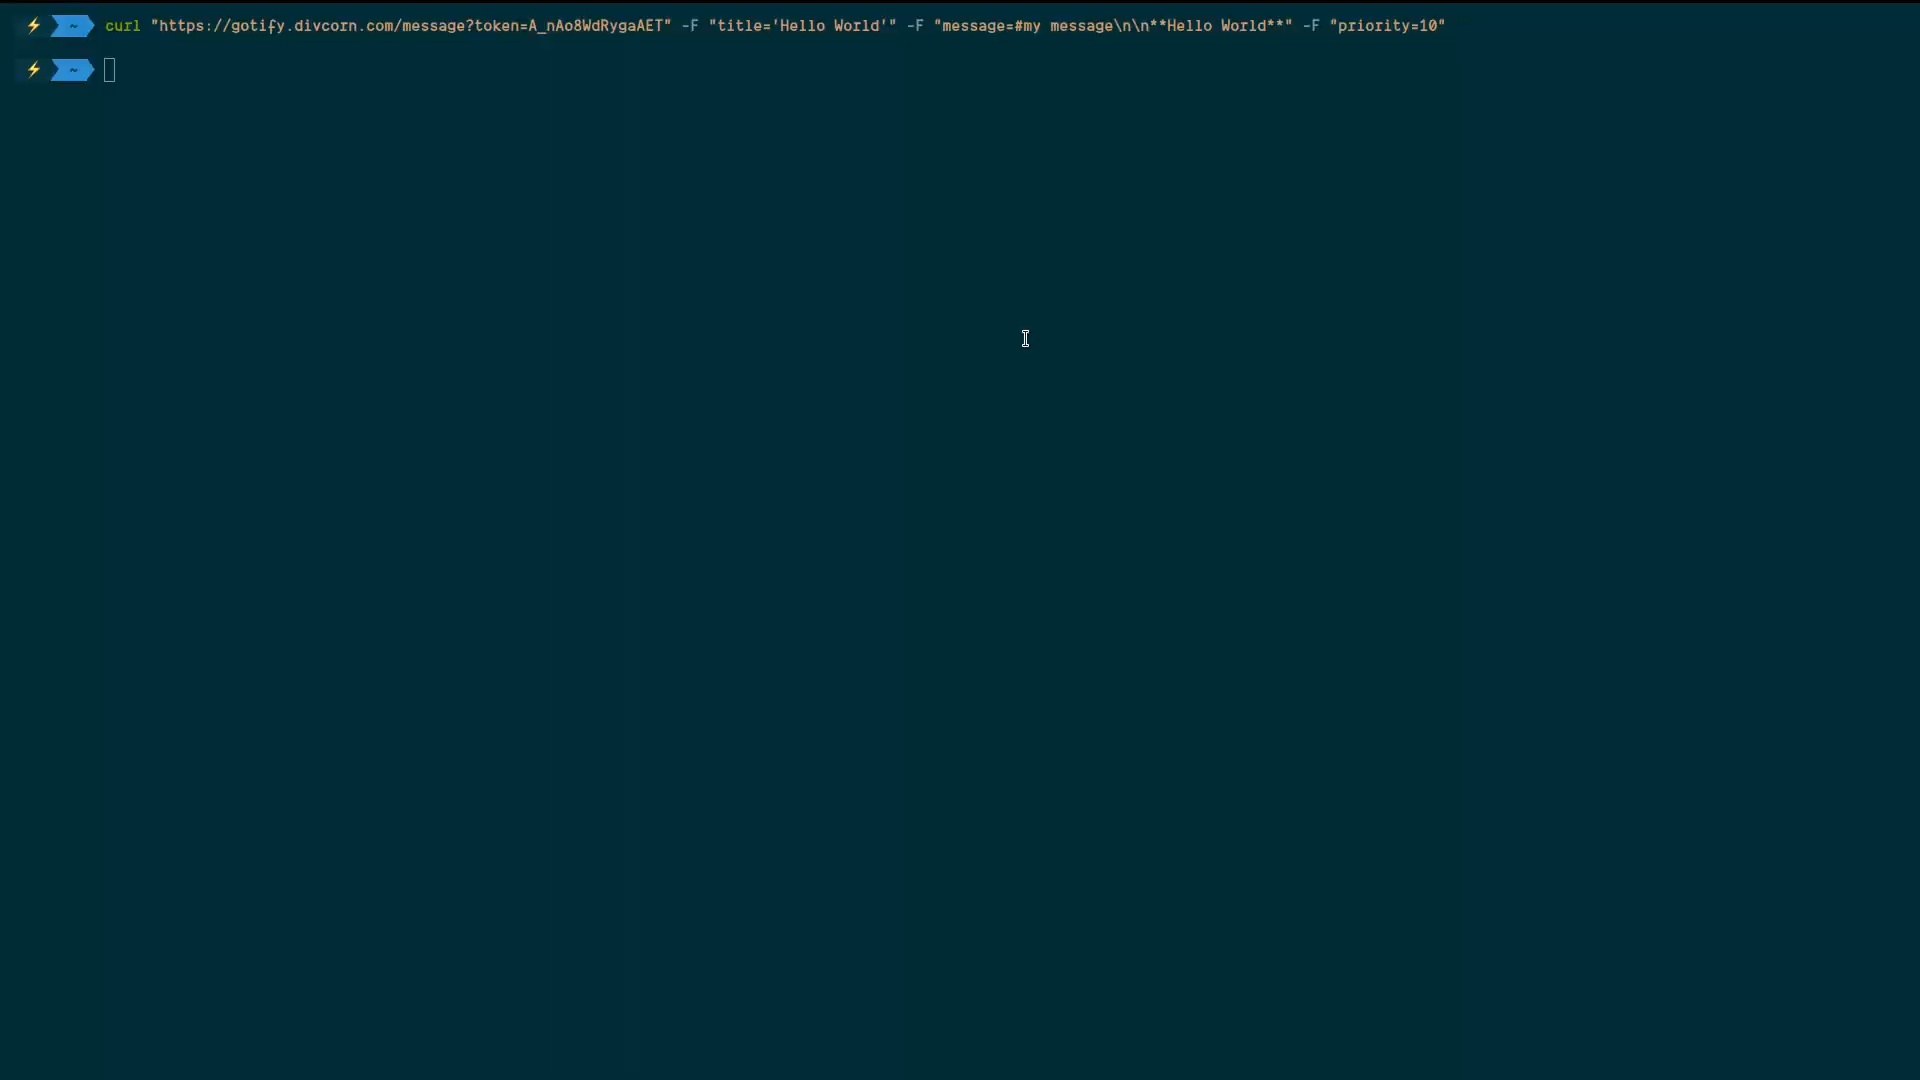 ⚡ ~ curl "https://gotify.divcorn.com/message?token=A_nAo8WdRygaAET" -F "title='Hello World'" -F "message=#my message\n\n**Hello World**" -F "priority=10"
⚡ ~